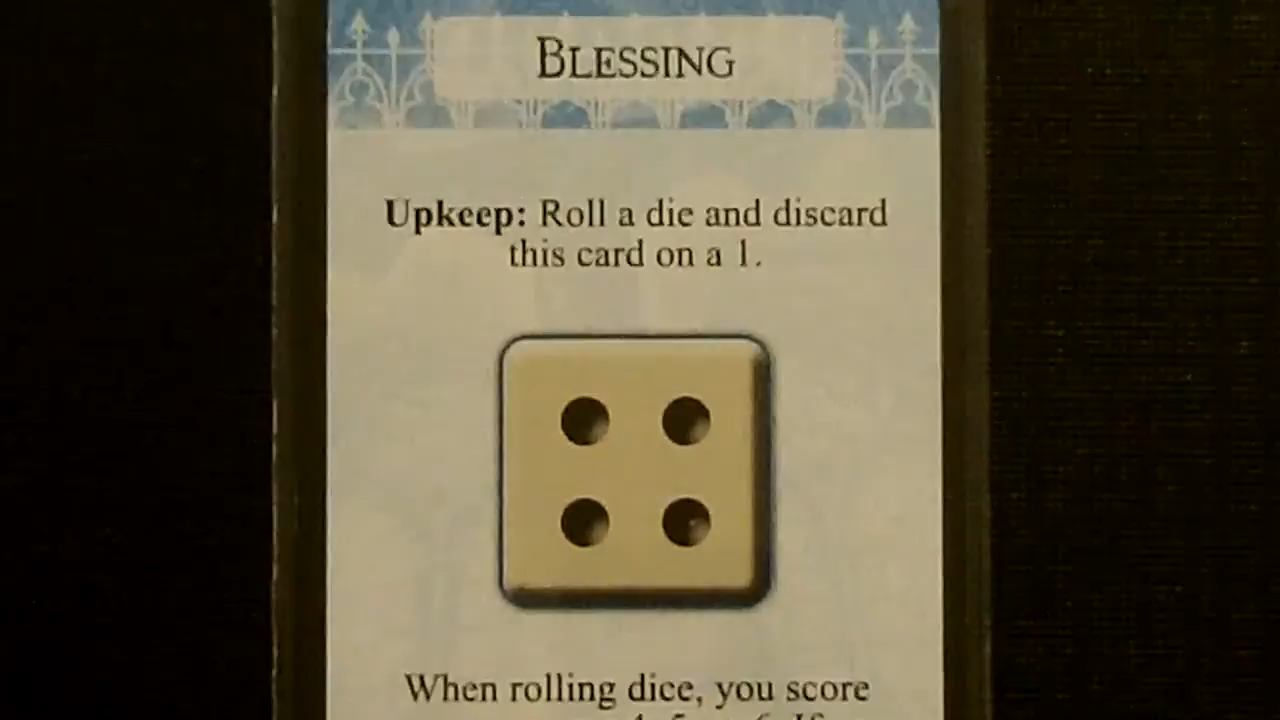 BLESSING
Upkeep: Roll a die and discard
this card on a 1.
When rolling dice, you score